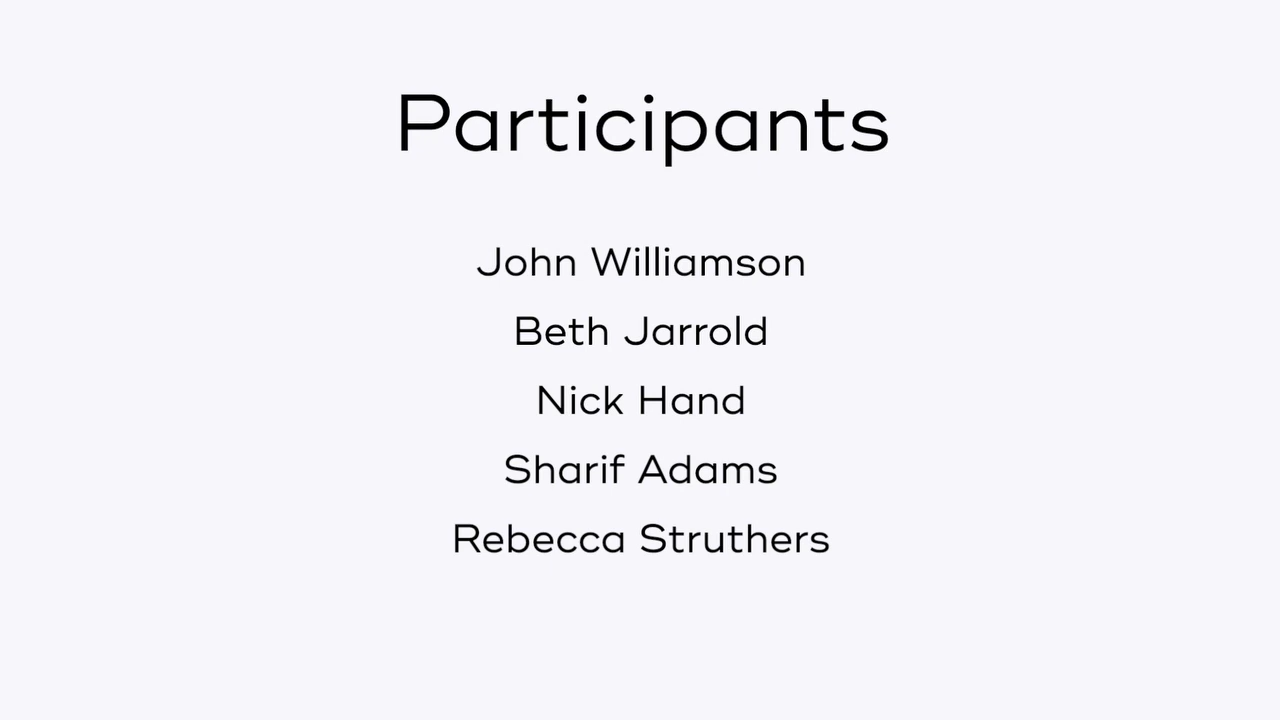 Participants
John Williamson
Beth Jarrold
Nick Hand
Sharif Adams
Rebecca Struthers